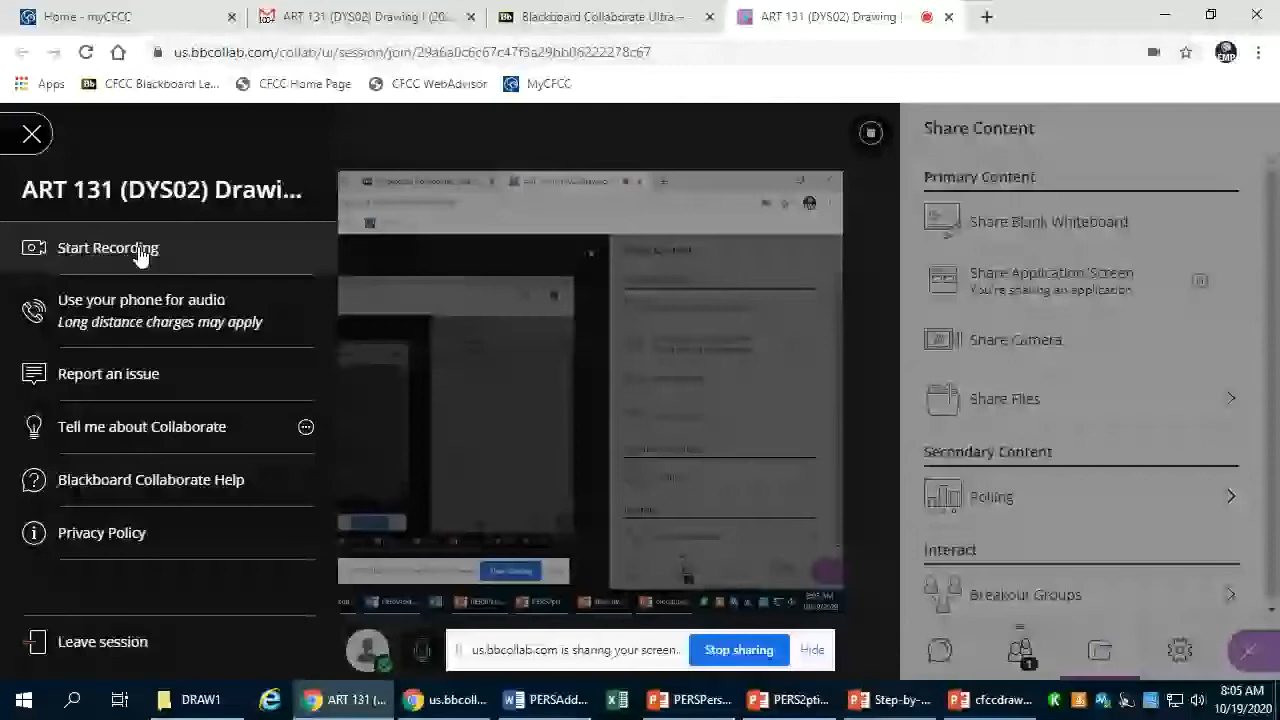 Home - myCFCC
ART 131 (DYS02) Drawing I (20
Blackboard Collaborate Ultra –
ART 131 (DYS02) Drawing I
us.bbcollab.com/collab/ui/session/join/29a6a0c6c67c47f3a29bb06222278c67
EMP
Apps
Bb
CFCC Blackboard Le...
CFCC Home Page
CFCC WebAdvisor
MyCFCC
ART 131 (DYS02) Drawi...
Start Recording
Use your phone for audio
Long distance charges may apply
Report an issue
Tell me about Collaborate
Blackboard Collaborate Help
Privacy Policy
Leave session
Share Content
Primary Content
Share Blank Whiteboard
Share Application/Screen
You're sharing an application
Share Camera
Share Files
Secondary Content
Polling
Interact
Breakout Groups
1
us.bbcollab.com is sharing your screen.
Stop sharing
Hide
DRAW1
ART 131 (...
us.bbcoll...
PERSAdd...
PERSPers...
PERS2pti...
Step-by-...
cfccdraw...
8:05 AM
10/19/2020